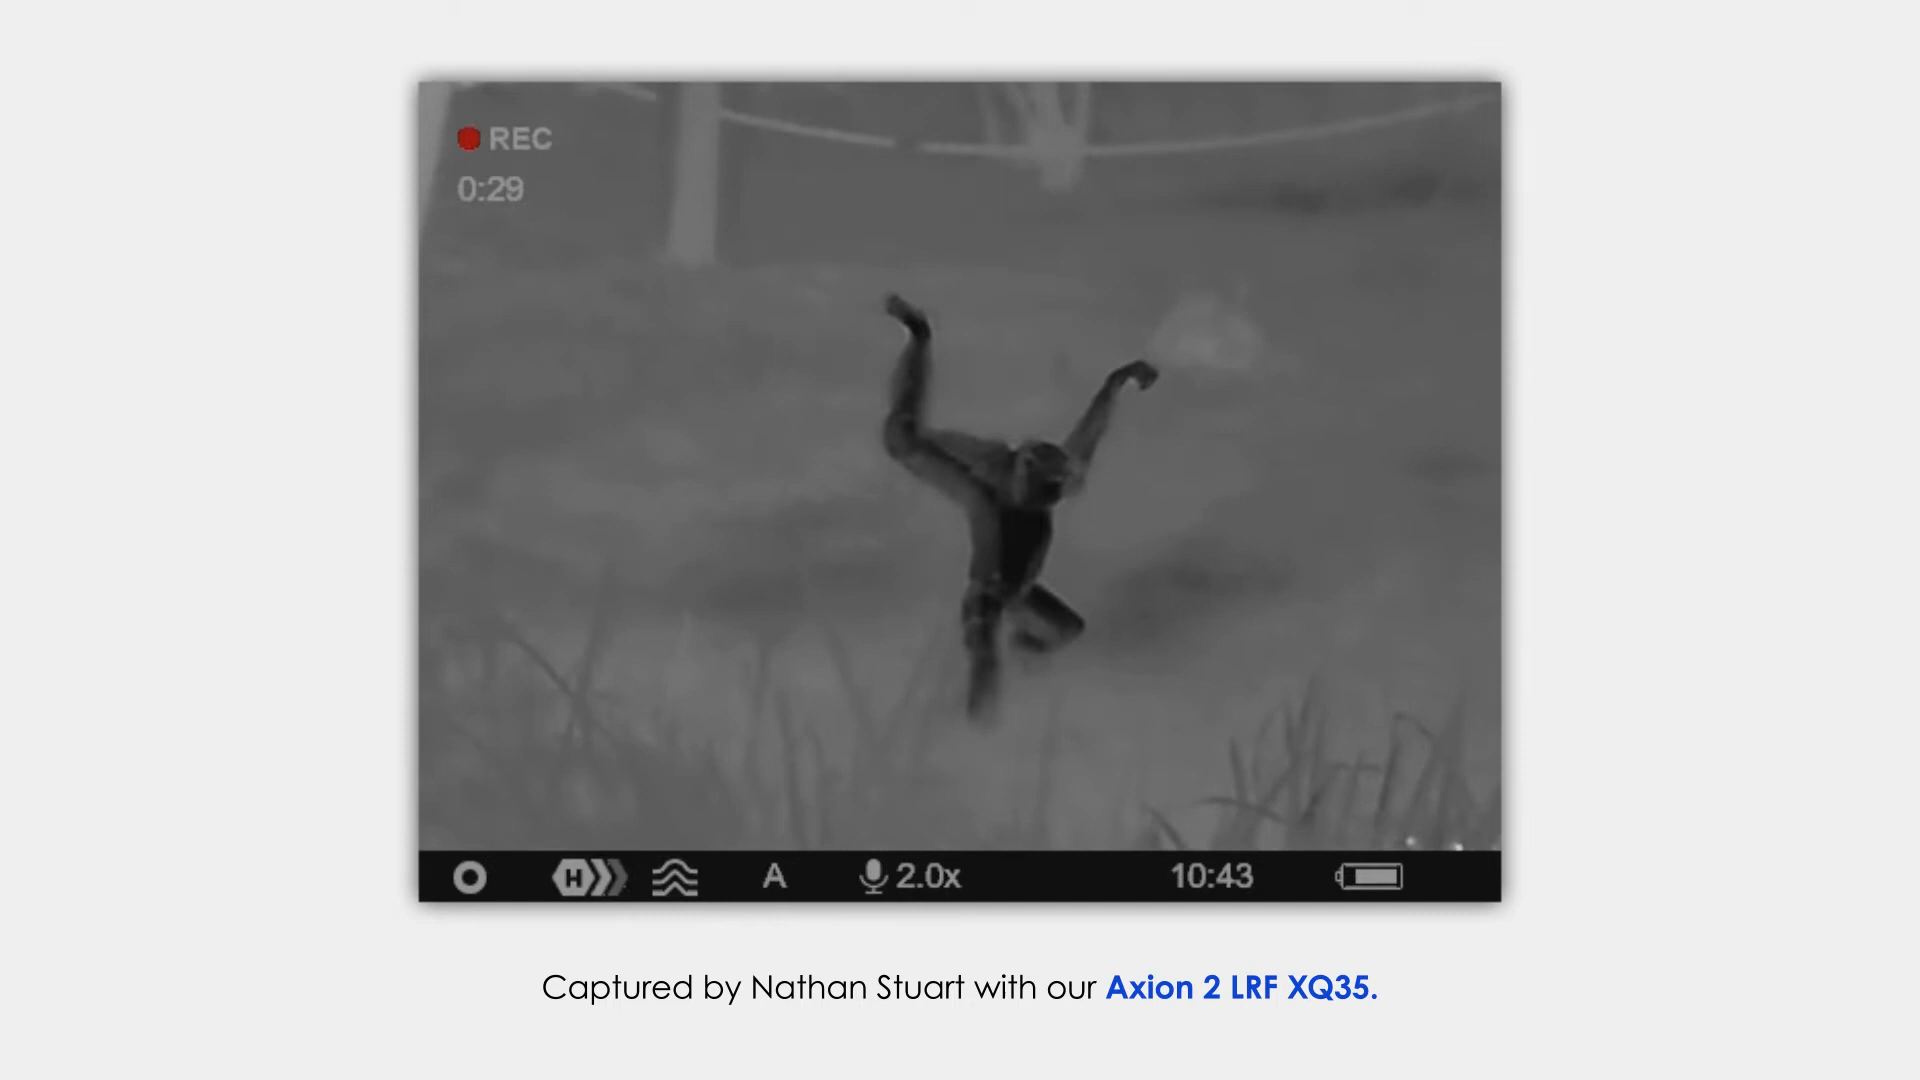 REC
0:29
H A 2.0x 10:43
Captured by Nathan Stuart with our Axion 2 LRF XQ35.